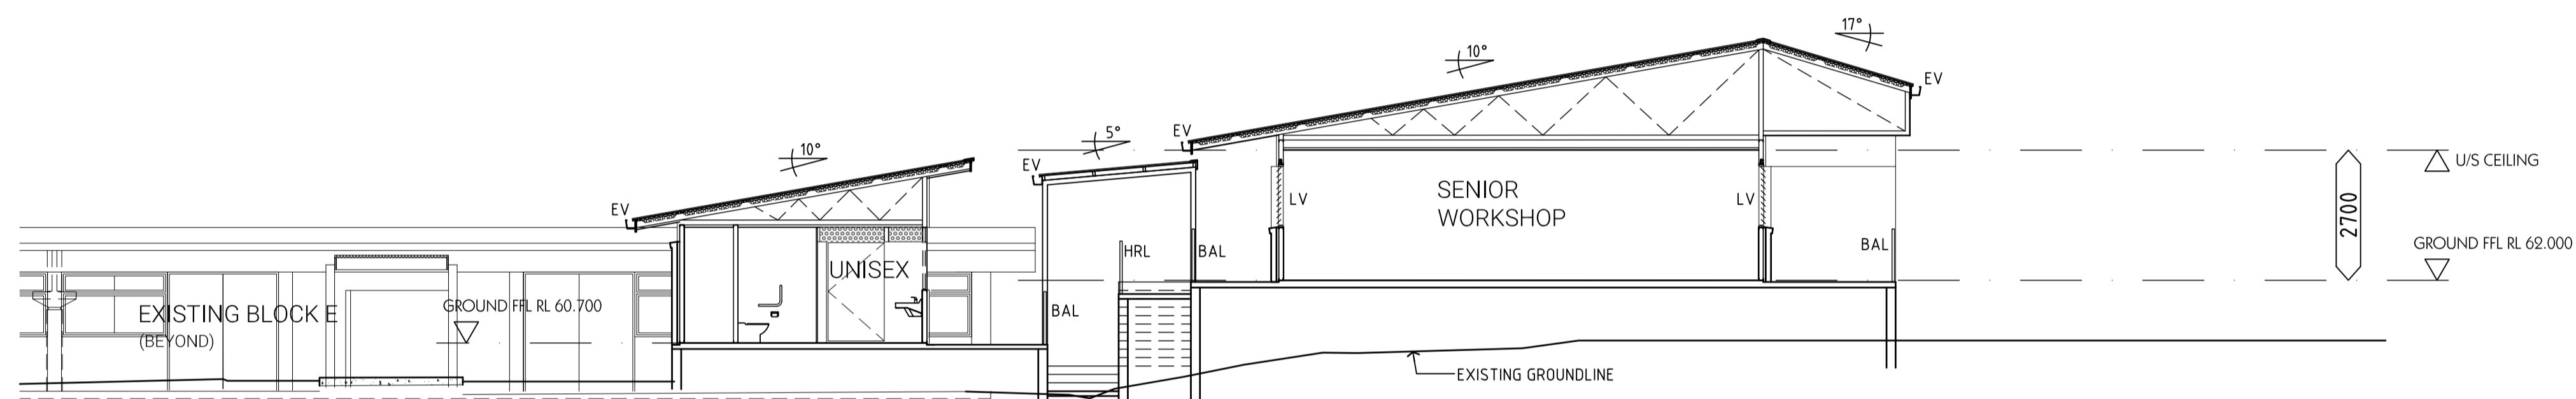 17°
10°
EV
5°
EV
10°
EV
U/S CEILING
EV
LV
SENIOR
WORKSHOP
LV
2700
EV
HRL
BAL
BAL
GROUND FFL RL 62.000
UNISEX
EXISTING BLOCK E
(BEYOND)
GROUND FFL RL 60.700
BAL
EXISTING GROUNDLINE